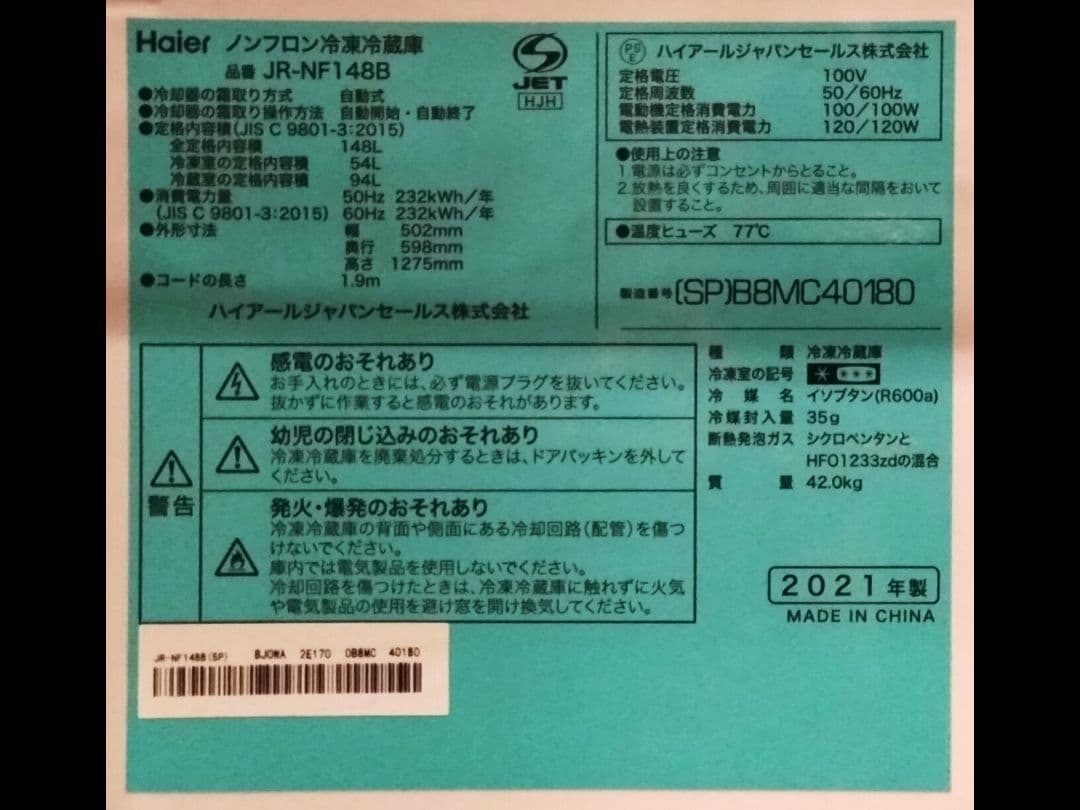 Haier ノンフロン冷凍冷蔵庫
品番 JR-NF148B
●冷却器の霜取り方式 自動式
●冷却器の霜取り操作方法 自動開始・自動終了
●定格内容積(JIS C 9801-3:2015)
全定格内容積 148L
冷凍室の定格内容積 54L
冷蔵室の定格内容積 94L
●消費電力量 50Hz 232kWh/年
(JIS C 9801-3:2015) 60Hz 232kWh/年
●外形寸法 幅 502mm
奥行 598mm
高さ 1275mm
●コードの長さ 1.9m
ハイアールジャパンセールス株式会社
JET
HJH
PSE ハイアールジャパンセールス株式会社
定格電圧 100V
定格周波数 50/60Hz
電動機定格消費電力 100/100W
電熱装置定格消費電力 120/120W
●使用上の注意
1.電源は必ずコンセントからとること。
2.放熱を良くするため、周囲に適当な間隔をおいて
設置すること。
●温度ヒューズ 77℃
製造番号 (SP)B8MC40180
警告
感電のおそれあり
お手入れのときには、必ず電源プラグを抜いてください。
抜かずに作業すると感電のおそれがあります。
幼児の閉じ込みのおそれあり
冷凍冷蔵庫を廃棄処分するときは、ドアパッキンを外して
ください。
発火・爆発のおそれあり
冷凍冷蔵庫の背面や側面にある冷却回路(配管)を傷つ
けないでください。
庫内では電気製品を使用しないでください。
冷却回路を傷つけたときは、冷凍冷蔵庫に触れずに火気
や電気製品の使用を避け窓を開け換気してください。
種類 冷凍冷蔵庫
冷凍室の記号
冷媒名 イソブタン(R600a)
冷媒封入量 35g
断熱発泡ガス シクロペンタンと
HFO1233zdの混合
質量 42.0kg
2021年製
MADE IN CHINA
JR-NF148B(SP) BJ0WA 2E170 0B8MC 40180